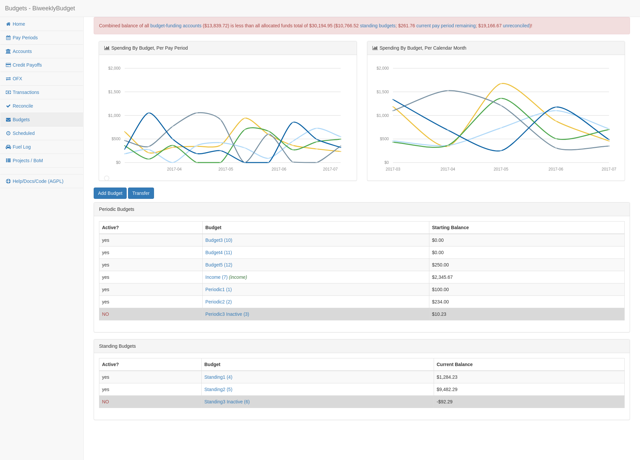 Budgets - BiweeklyBudget
Home
Pay Periods
Accounts
Credit Payoffs
OFX
Transactions
Reconcile
Budgets
Scheduled
Fuel Log
Projects / BoM
Help/Docs/Code (AGPL)
Combined balance of all budget-funding accounts ($13,839.72) is less than all allocated funds total of $30,194.95 ($10,766.52 standing budgets; $261.76 current pay period remaining; $19,166.67 unreconciled)!
Spending By Budget, Per Pay Period
$2,000
$1,500
$1,000
$500
$0
2017-04
2017-05
2017-06
2017-07
Spending By Budget, Per Calendar Month
$2,000
$1,500
$1,000
$500
$0
2017-03
2017-04
2017-05
2017-06
2017-07
Add Budget
Transfer
Periodic Budgets
Active? Budget Starting Balance
yes Budget3 (10) $0.00
yes Budget4 (11) $0.00
yes Budget5 (12) $250.00
yes Income (7) (income) $2,345.67
yes Periodic1 (1) $100.00
yes Periodic2 (2) $234.00
NO Periodic3 Inactive (3) $10.23
Standing Budgets
Active? Budget Current Balance
yes Standing1 (4) $1,284.23
yes Standing2 (5) $9,482.29
NO Standing3 Inactive (6) -$92.29